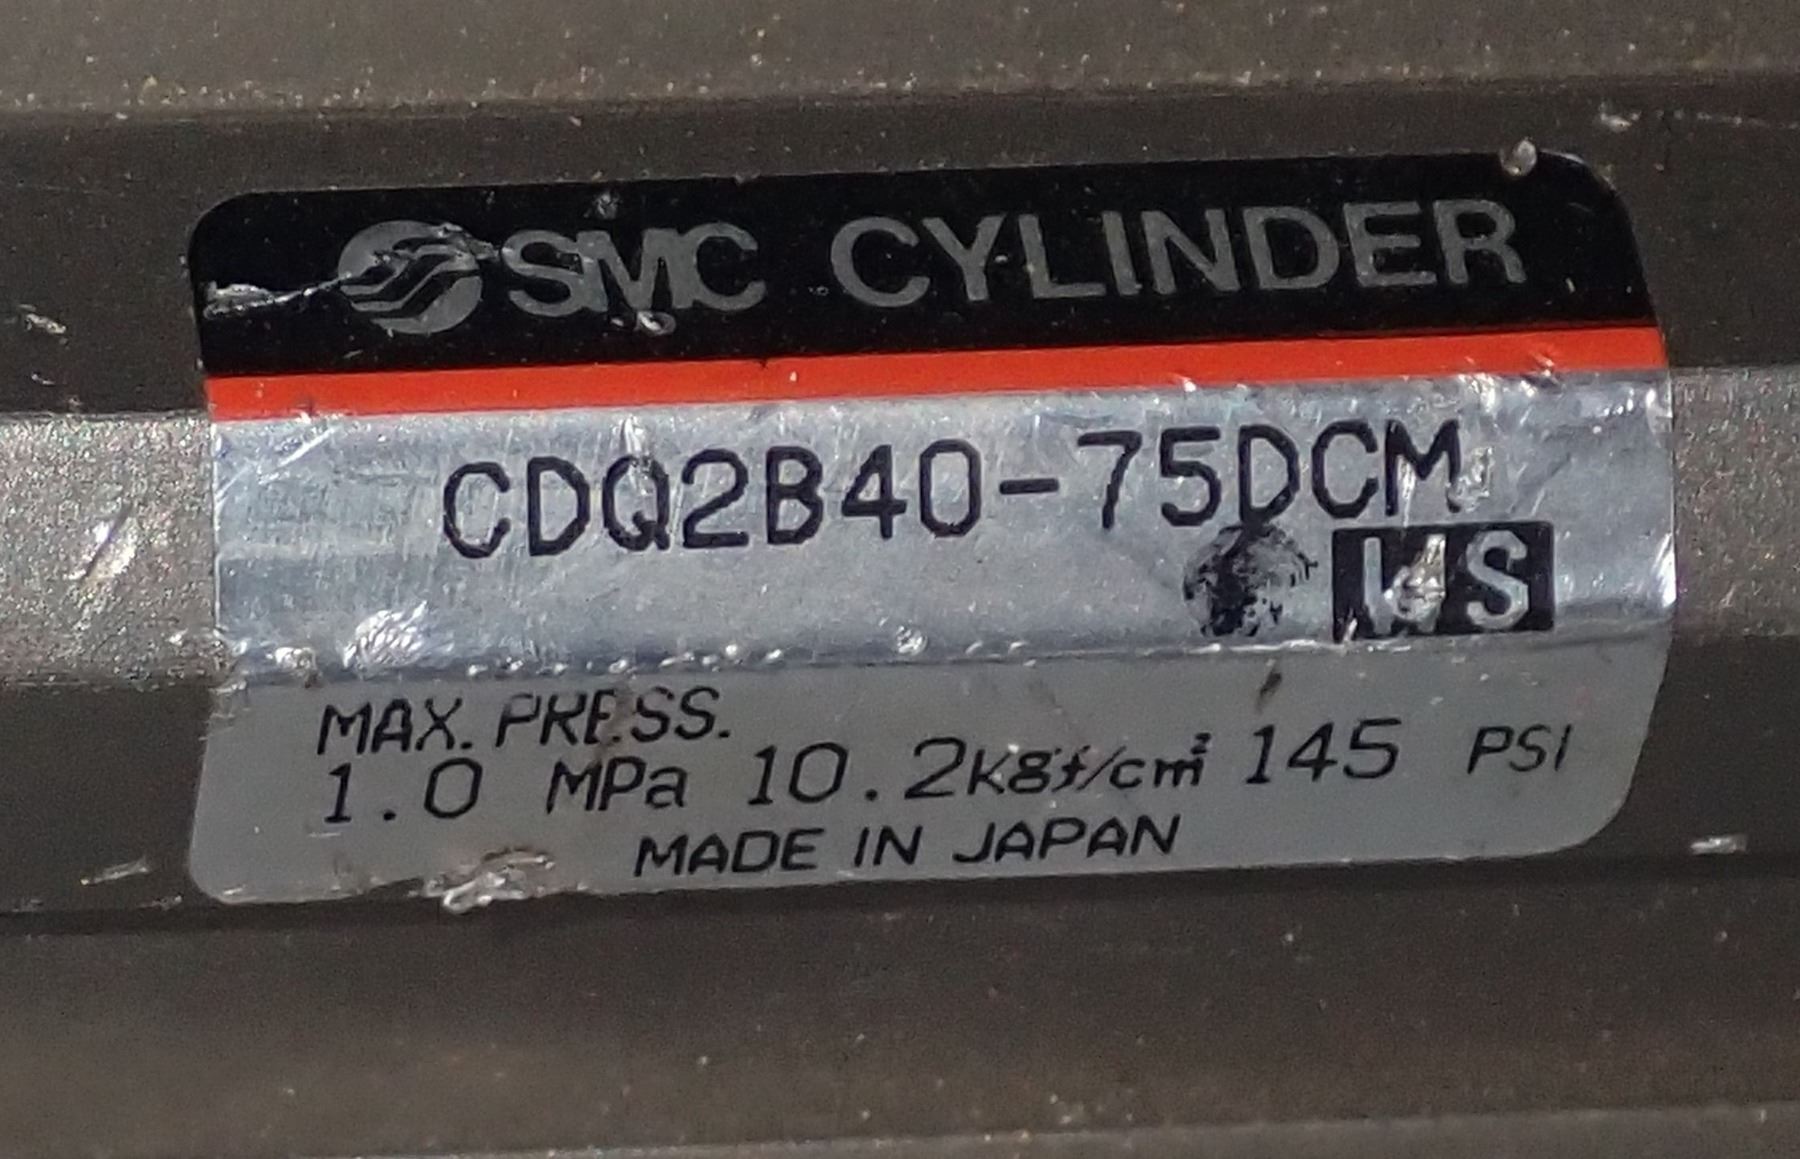 SMC CYLINDER
CDQ2B40-75DCM
MAX. PRESS.
1.0 MPa 10.2kgf/cm² 145 PSI
MADE IN JAPAN